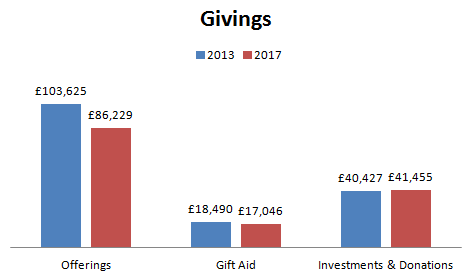 Givings
2013 2017
£103,625
£86,229
£18,490 £17,046
£40,427 £41,455
Offerings Gift Aid Investments & Donations